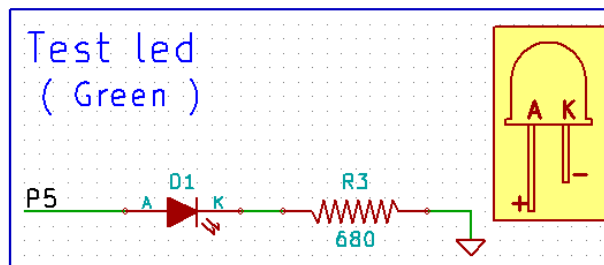 Test led
( Green )
A K
+ -
P5
D1
A K
R3
680